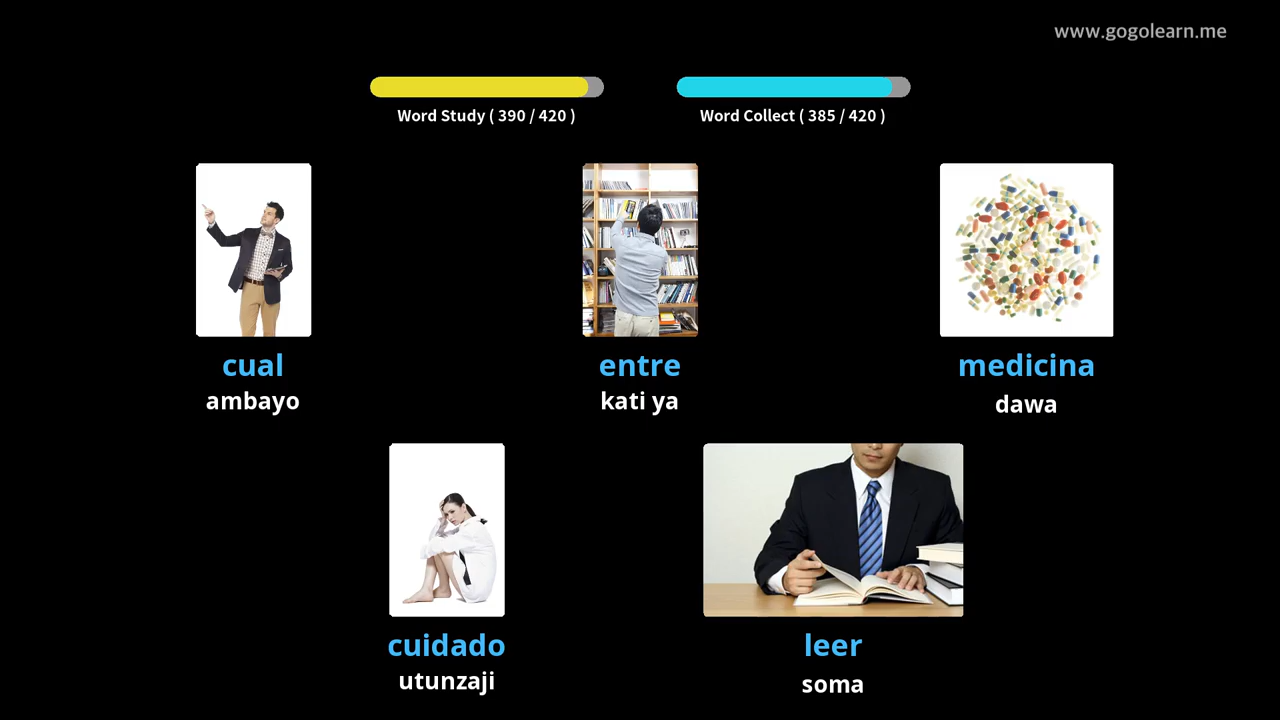 www.gogolearn.me
Word Study ( 390 / 420 )
Word Collect ( 385 / 420 )
cual
ambayo
entre
kati ya
medicina
dawa
cuidado
utunzaji
leer
soma